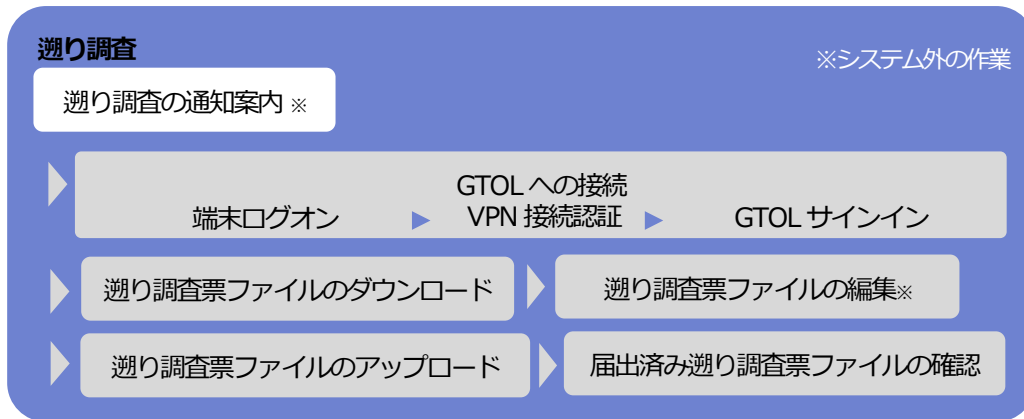 遡り調査
※システム外の作業
遡り調査の通知案内 ※
GTOL への接続
端末ログオン
VPN 接続認証
GTOL サインイン
遡り調査票ファイルのダウンロード
遡り調査票ファイルの編集※
遡り調査票ファイルのアップロード
届出済み遡り調査票ファイルの確認